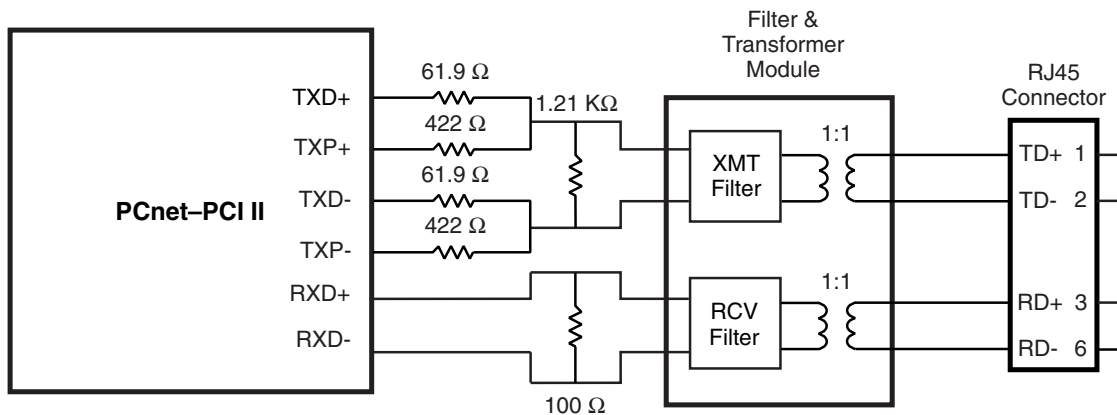 Filter &
Transformer
Module
RJ45
Connector
PCnet–PCI II
TXD+
61.9 Ω
1.21 KΩ
TXP+
422 Ω
TXD-
61.9 Ω
TXP-
422 Ω
RXD+
RXD-
100 Ω
XMT
Filter
1:1
RCV
Filter
1:1
TD+ 1
TD- 2
RD+ 3
RD- 6